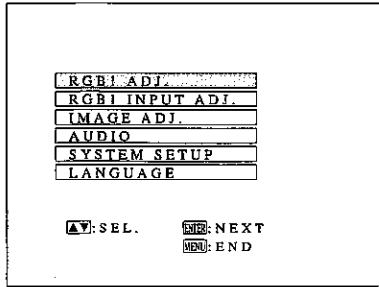 RGB1 ADJ.
RGB1 INPUT ADJ.
IMAGE ADJ.
AUDIO
SYSTEM SETUP
LANGUAGE
▲▼:SEL. ENTER:NEXT
MENU:END